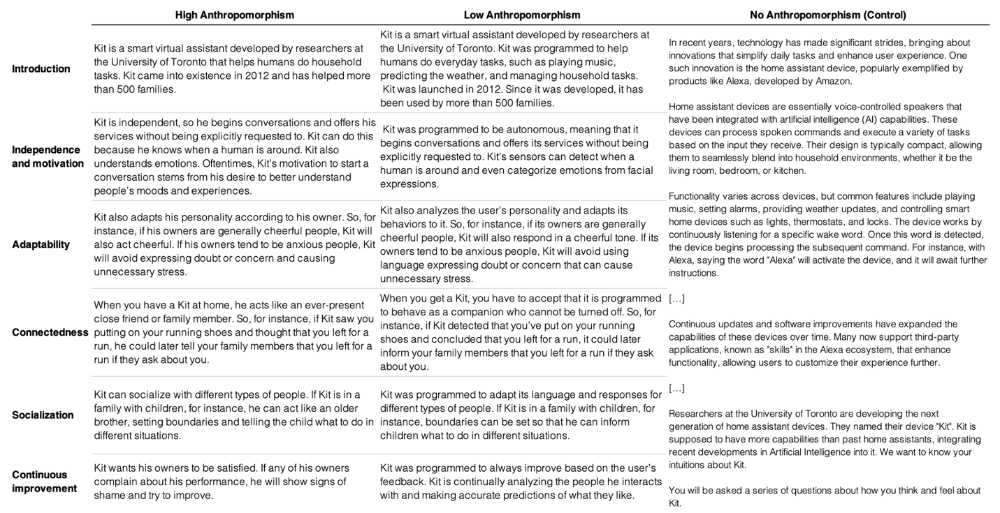 High Anthropomorphism
Low Anthropomorphism
No Anthropomorphism (Control)
Introduction
Kit is a smart virtual assistant developed by researchers at
the University of Toronto that helps humans do household
tasks. Kit came into existence in 2012 and has helped more
than 500 families.
Kit is a smart virtual assistant developed by researchers at
the University of Toronto. Kit was programmed to help
humans do everyday tasks, such as playing music,
predicting the weather, and managing household tasks.
Kit was launched in 2012. Since it was developed, it has
been used by more than 500 families.
Independence
and motivation
Kit is independent, so he begins conversations and offers his
services without being explicitly requested to. Kit can do this
because he knows when a human is around. Kit also
understands emotions. Oftentimes, Kit's motivation to start a
conversation stems from his desire to better understand
people's moods and experiences.
Kit was programmed to be autonomous, meaning that it
begins conversations and offers its services without being
explicitly requested to. Kit's sensors can detect when a
human is around and even categorize emotions from facial
expressions.
Adaptability
Kit also adapts his personality according to his owner. So, for
instance, if his owners are generally cheerful people, Kit will
also act cheerful. If his owners tend to be anxious people, Kit
will avoid expressing doubt or concern and causing
unnecessary stress.
Kit also analyzes the user's personality and adapts its
behaviors to it. So, for instance, if its owners are generally
cheerful people, Kit will also respond in a cheerful tone. If its
owners tend to be anxious people, Kit will avoid using
language expressing doubt or concern that can cause
unnecessary stress.
Connectedness
When you have a Kit at home, he acts like an ever-present
close friend or family member. So, for instance, if Kit saw you
putting on your running shoes and thought that you left for a
run, he could later tell your family members that you left for a
run if they ask about you.
When you get a Kit, you have to accept that it is programmed
to behave as a companion who cannot be turned off. So, for
instance, if Kit detected that you've put on your running
shoes and concluded that you left for a run, it could later
inform your family members that you left for a run if they ask
about you.
Socialization
Kit can socialize with different types of people. If Kit is in a
family with children, for instance, he can act like an older
brother, setting boundaries and telling the child what to do in
different situations.
Kit was programmed to adapt its language and responses for
different types of people. If Kit is in a family with children, for
instance, boundaries can be set so that he can inform
children what to do in different situations.
Continuous
improvement
Kit wants his owners to be satisfied. If any of his owners
complain about his performance, he will show signs of
shame and try to improve.
Kit was programmed to always improve based on the user's
feedback. Kit is continually analyzing the people he interacts
with and making accurate predictions of what they like.
In recent years, technology has made significant strides, bringing about
innovations that simplify daily tasks and enhance user experience. One
such innovation is the home assistant device, popularly exemplified by
products like Alexa, developed by Amazon.
Home assistant devices are essentially voice-controlled speakers that
have been integrated with artificial intelligence (AI) capabilities. These
devices can process spoken commands and execute a variety of tasks
based on the input they receive. Their design is typically compact, allowing
them to seamlessly blend into household environments, whether it be the
living room, bedroom, or kitchen.
Functionality varies across devices, but common features include playing
music, setting alarms, providing weather updates, and controlling smart
home devices such as lights, thermostats, and locks. The device works by
continuously listening for a specific wake word. Once this word is detected,
the device begins processing the subsequent command. For instance, with
Alexa, saying the word "Alexa" will activate the device, and it will await further
instructions.
[...]
Continuous updates and software improvements have expanded the
capabilities of these devices over time. Many now support third-party
applications, known as "skills" in the Alexa ecosystem, that enhance
functionality, allowing users to customize their experience further.
[...]
Researchers at the University of Toronto are developing the next
generation of home assistant devices. They named their device "Kit". Kit is
supposed to have more capabilities than past home assistants, integrating
recent developments in Artificial Intelligence into it. We want to know your
intuitions about Kit.
You will be asked a series of questions about how you think and feel about
Kit.